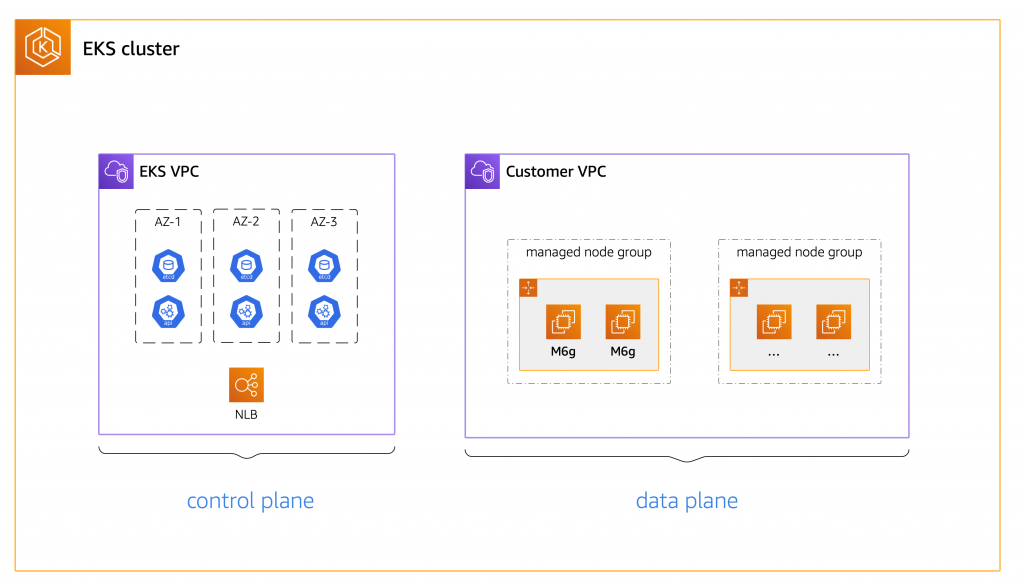 EKS cluster
EKS VPC
AZ-1
AZ-2
AZ-3
etcd
etcd
etcd
api
api
api
NLB
control plane
Customer VPC
managed node group
M6g
M6g
managed node group
...
...
data plane